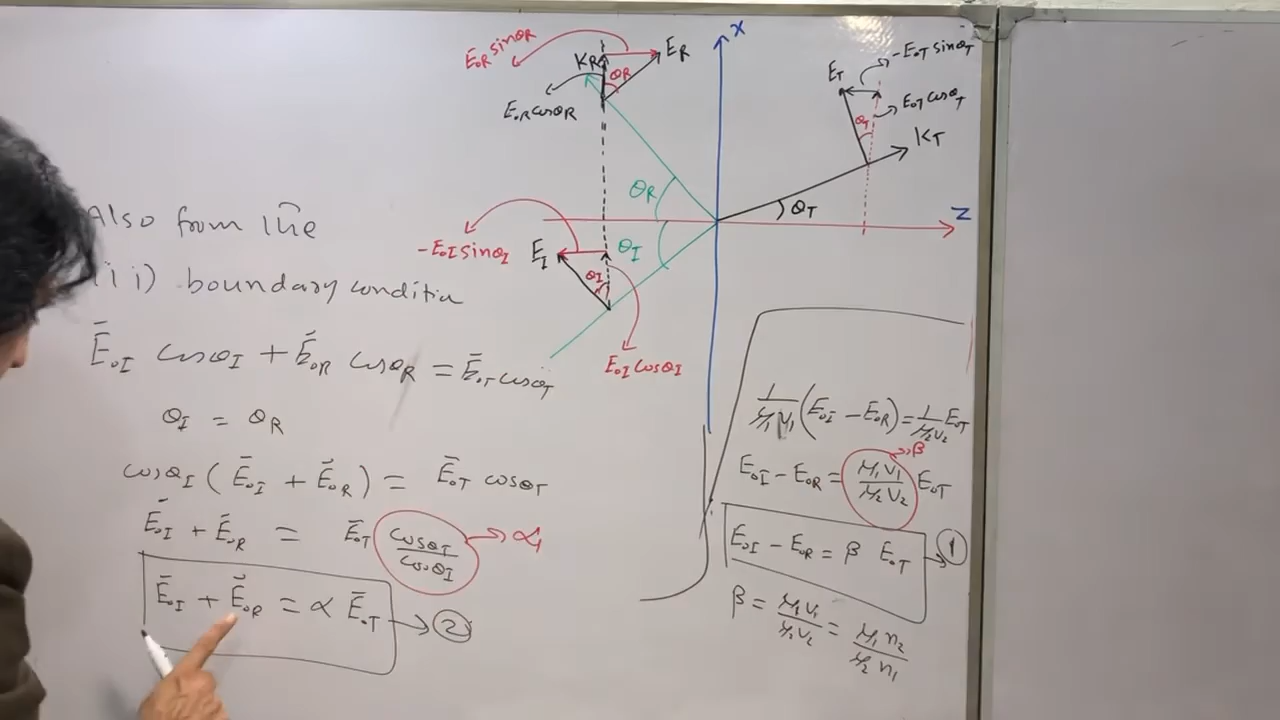 X
E₀R sinθR
KR
θR
ER
E₀R cosθR
ET
-E₀T sinθT
E₀T cosθT
θT
KT
θR
θT
Z
-E₀I sinθI
EI
θI
θI
E₀I cosθI
Also from the
(iii) boundary conditi
Ē₀I cosθI + Ē₀R cosθR = Ē₀T cosθT
θI = θR
cosθI (Ē₀I + Ē₀R) = Ē₀T cosθT
Ē₀I + Ē₀R = Ē₀T cosθT/cosθI → α
Ē₀I + Ē₀R = α Ē₀T → ②
1/μ₁v₁ (E₀I − E₀R) = 1/μ₂v₂ E₀T
E₀I − E₀R = μ₁v₁/μ₂v₂ E₀T → β
E₀I − E₀R = β E₀T → ①
β = μ₁v₁/μ₂v₂ = μ₁n₂/μ₂n₁